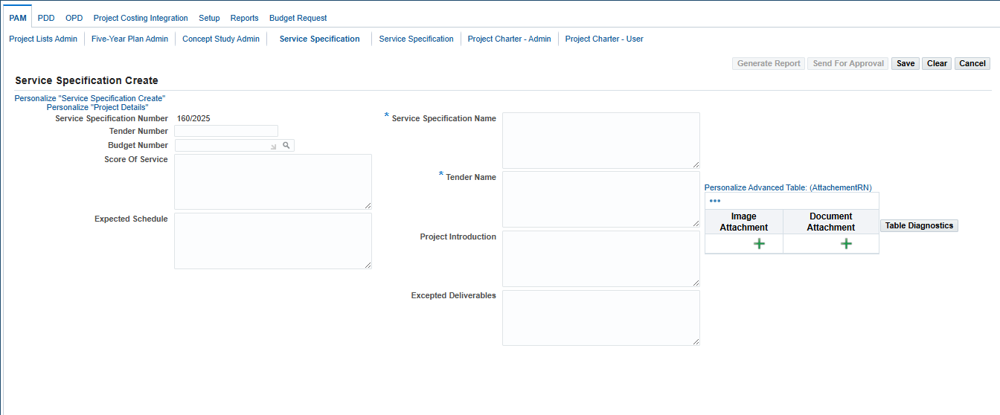 PAM PDD OPD Project Costing Integration Setup Reports Budget Request
Project Lists Admin Five-Year Plan Admin Concept Study Admin Service Specification Service Specification Project Charter - Admin Project Charter - User
Generate Report Send For Approval Save Clear Cancel
Service Specification Create
Personalize "Service Specification Create"
Personalize "Project Details"
Service Specification Number 160/2025
Tender Number
Budget Number
Score Of Service
Expected Schedule
* Service Specification Name
* Tender Name
Project Introduction
Excepted Deliverables
Personalize Advanced Table: (AttachementRN)
Image
Attachment
Document
Attachment
Table Diagnostics